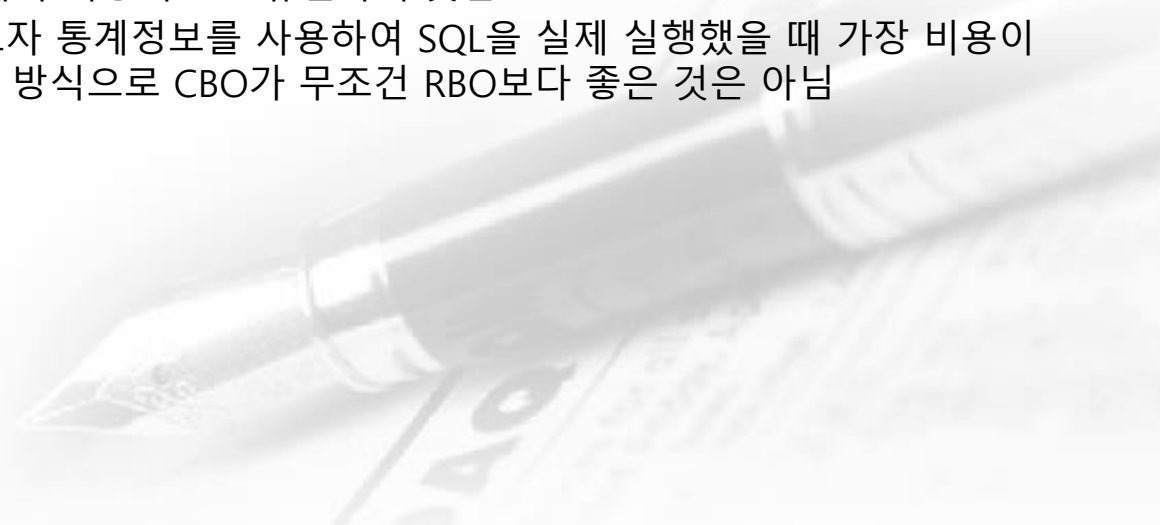 통계정보를 사용하여 SQL을 실제 실행했을 때 가장 비용이
방식으로 CBO가 무조건 RBO보다 좋은 것은 아님
FAQ